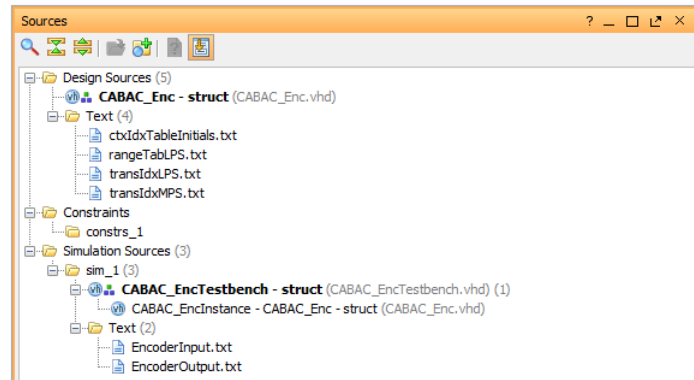 Sources
Design Sources (5)
CABAC_Enc - struct (CABAC_Enc.vhd)
Text (4)
ctxIdxTableInitials.txt
rangeTabLPS.txt
transIdxLPS.txt
transIdxMPS.txt
Constraints
constrs_1
Simulation Sources (3)
sim_1 (3)
CABAC_EncTestbench - struct (CABAC_EncTestbench.vhd) (1)
CABAC_EncInstance - CABAC_Enc - struct (CABAC_Enc.vhd)
Text (2)
EncoderInput.txt
EncoderOutput.txt